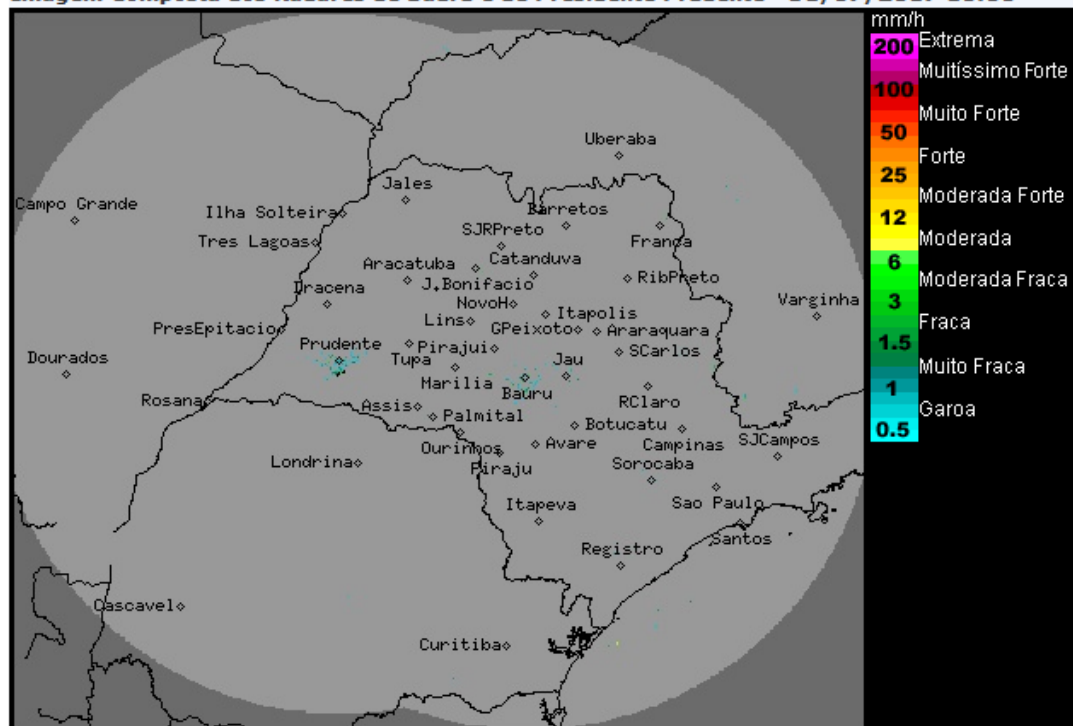 mm/h
200 Extrema
Muitíssimo Forte
100
Muito Forte
50
Forte
25
Moderada Forte
12
Moderada
6
Moderada Fraca
3
Fraca
1.5
Muito Fraca
1
Garoa
0.5
Uberaba
Jales
Campo Grande
Ilha Solteira
Barretos
Tres Lagoas
SJRPreto
Franca
Aracatuba
Catanduva
Dracena
J.Bonifacio
RibPreto
NovoH
Varginha
PresEpitacio
Lins
Itapolis
GPeixoto
Araraquara
Prudente
Pirajui
SCarlos
Dourados
Tupa
Jau
Marilia
Bauru
Rosana
Assis
RClaro
Palmital
Botucatu
Ourinhos
Avare
Campinas
SJCampos
Londrina
Piraju
Sorocaba
Itapeva
Sao Paulo
Santos
Registro
Cascavel
Curitiba